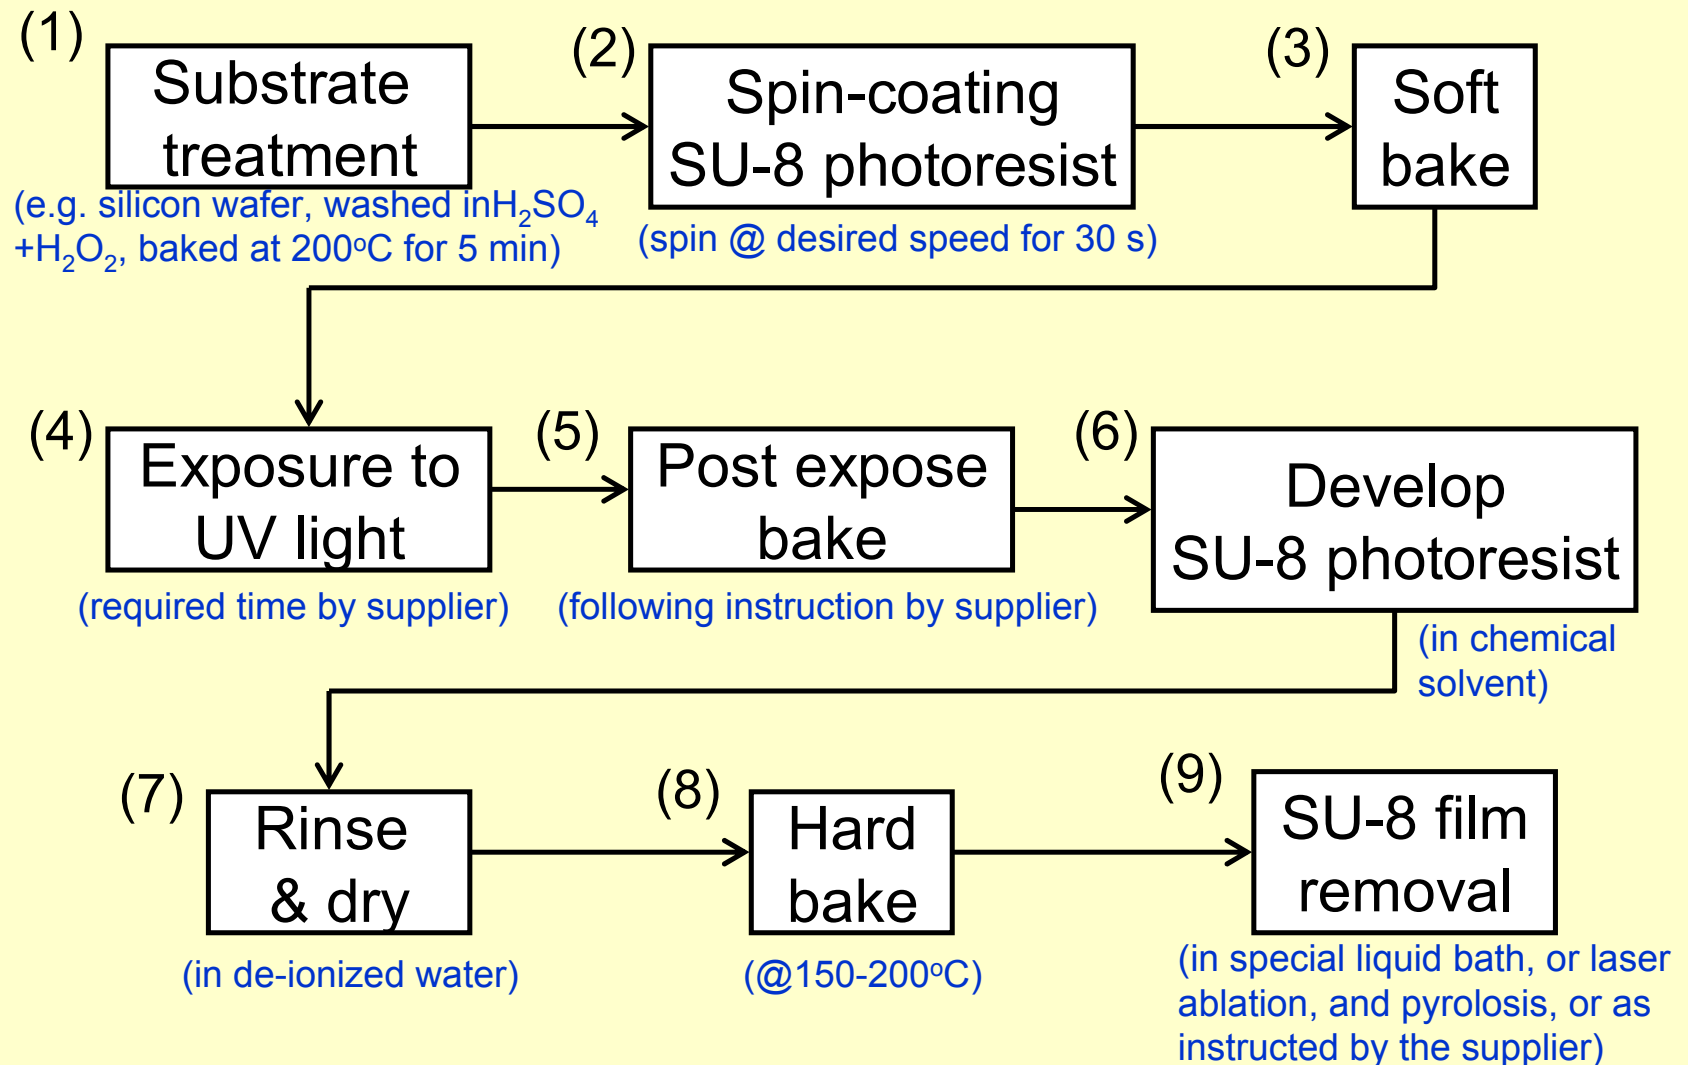 (1)
Substrate
treatment
(e.g. silicon wafer, washed inH₂SO₄
+H₂O₂, baked at 200ºC for 5 min)
(2)
Spin-coating
SU-8 photoresist
(spin @ desired speed for 30 s)
(3)
Soft
bake
(4)
Exposure to
UV light
(required time by supplier)
(5)
Post expose
bake
(following instruction by supplier)
(6)
Develop
SU-8 photoresist
(in chemical
solvent)
(7)
Rinse
& dry
(in de-ionized water)
(8)
Hard
bake
(@150-200ºC)
(9)
SU-8 film
removal
(in special liquid bath, or laser
ablation, and pyrolosis, or as
instructed by the supplier)